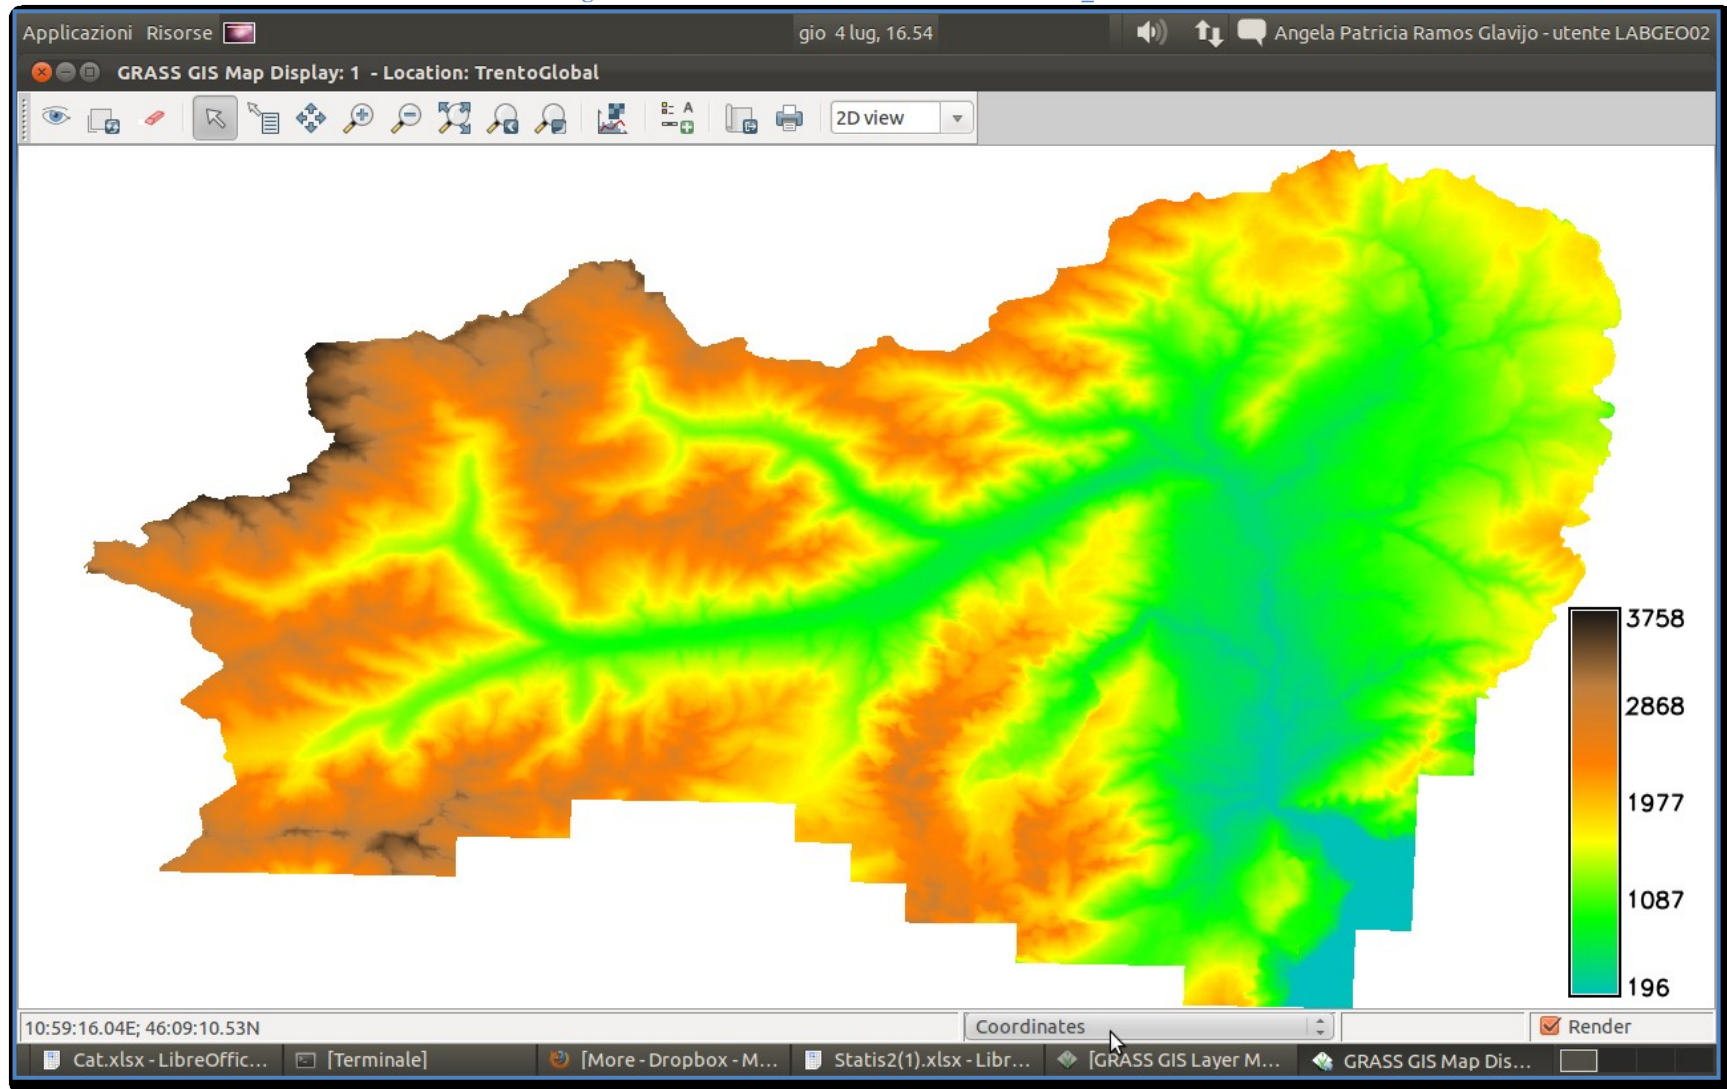 Applicazioni Risorse
gio 4 lug, 16.54
Angela Patricia Ramos Glavijo - utente LABGEO02
GRASS GIS Map Display: 1 - Location: TrentoGlobal
A
2D view
3758
2868
1977
1087
196
10:59:16.04E; 46:09:10.53N
Coordinates
Render
Cat.xlsx - LibreOffic...
[Terminale]
[More - Dropbox - M...
Statis2(1).xlsx - Libr...
[GRASS GIS Layer M...
GRASS GIS Map Dis...